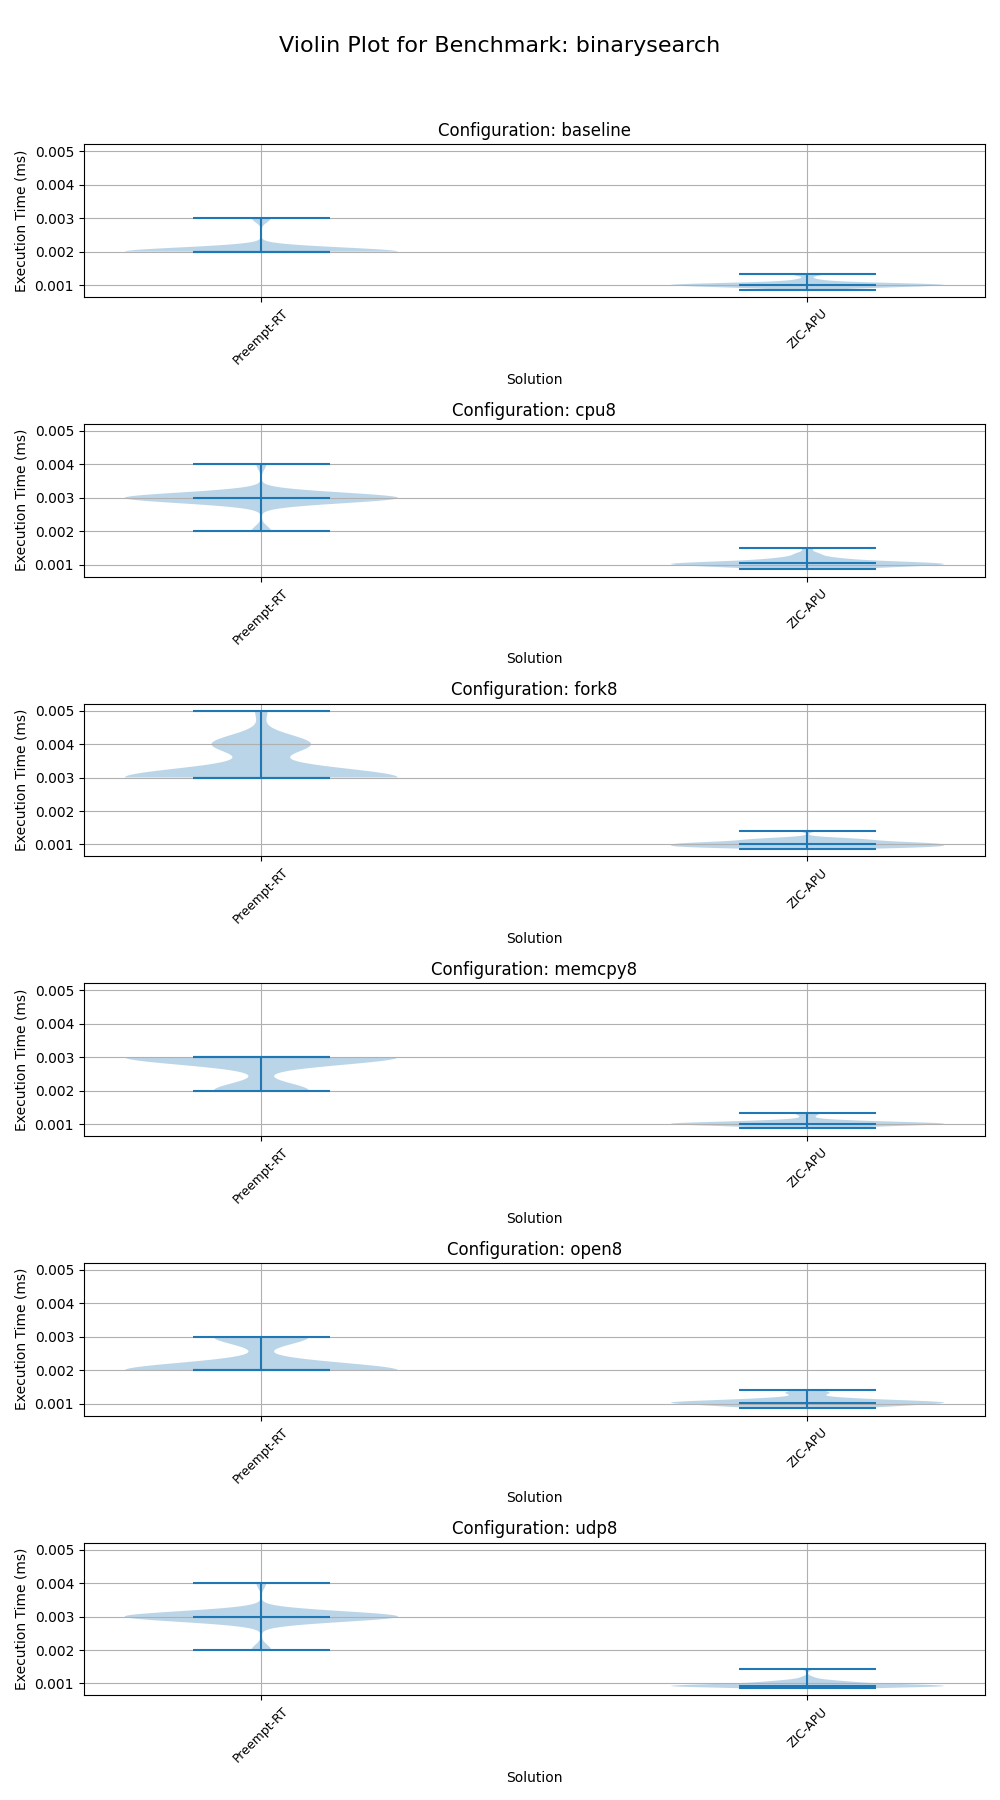 Violin Plot for Benchmark: binarysearch
Configuration: baseline
Execution Time (ms)
0.005
0.004
0.003
0.002
0.001
Preempt-RT
ZIC-APU
Solution
Configuration: cpu8
Execution Time (ms)
0.005
0.004
0.003
0.002
0.001
Preempt-RT
ZIC-APU
Solution
Configuration: fork8
Execution Time (ms)
0.005
0.004
0.003
0.002
0.001
Preempt-RT
ZIC-APU
Solution
Configuration: memcpy8
Execution Time (ms)
0.005
0.004
0.003
0.002
0.001
Preempt-RT
ZIC-APU
Solution
Configuration: open8
Execution Time (ms)
0.005
0.004
0.003
0.002
0.001
Preempt-RT
ZIC-APU
Solution
Configuration: udp8
Execution Time (ms)
0.005
0.004
0.003
0.002
0.001
Preempt-RT
ZIC-APU
Solution